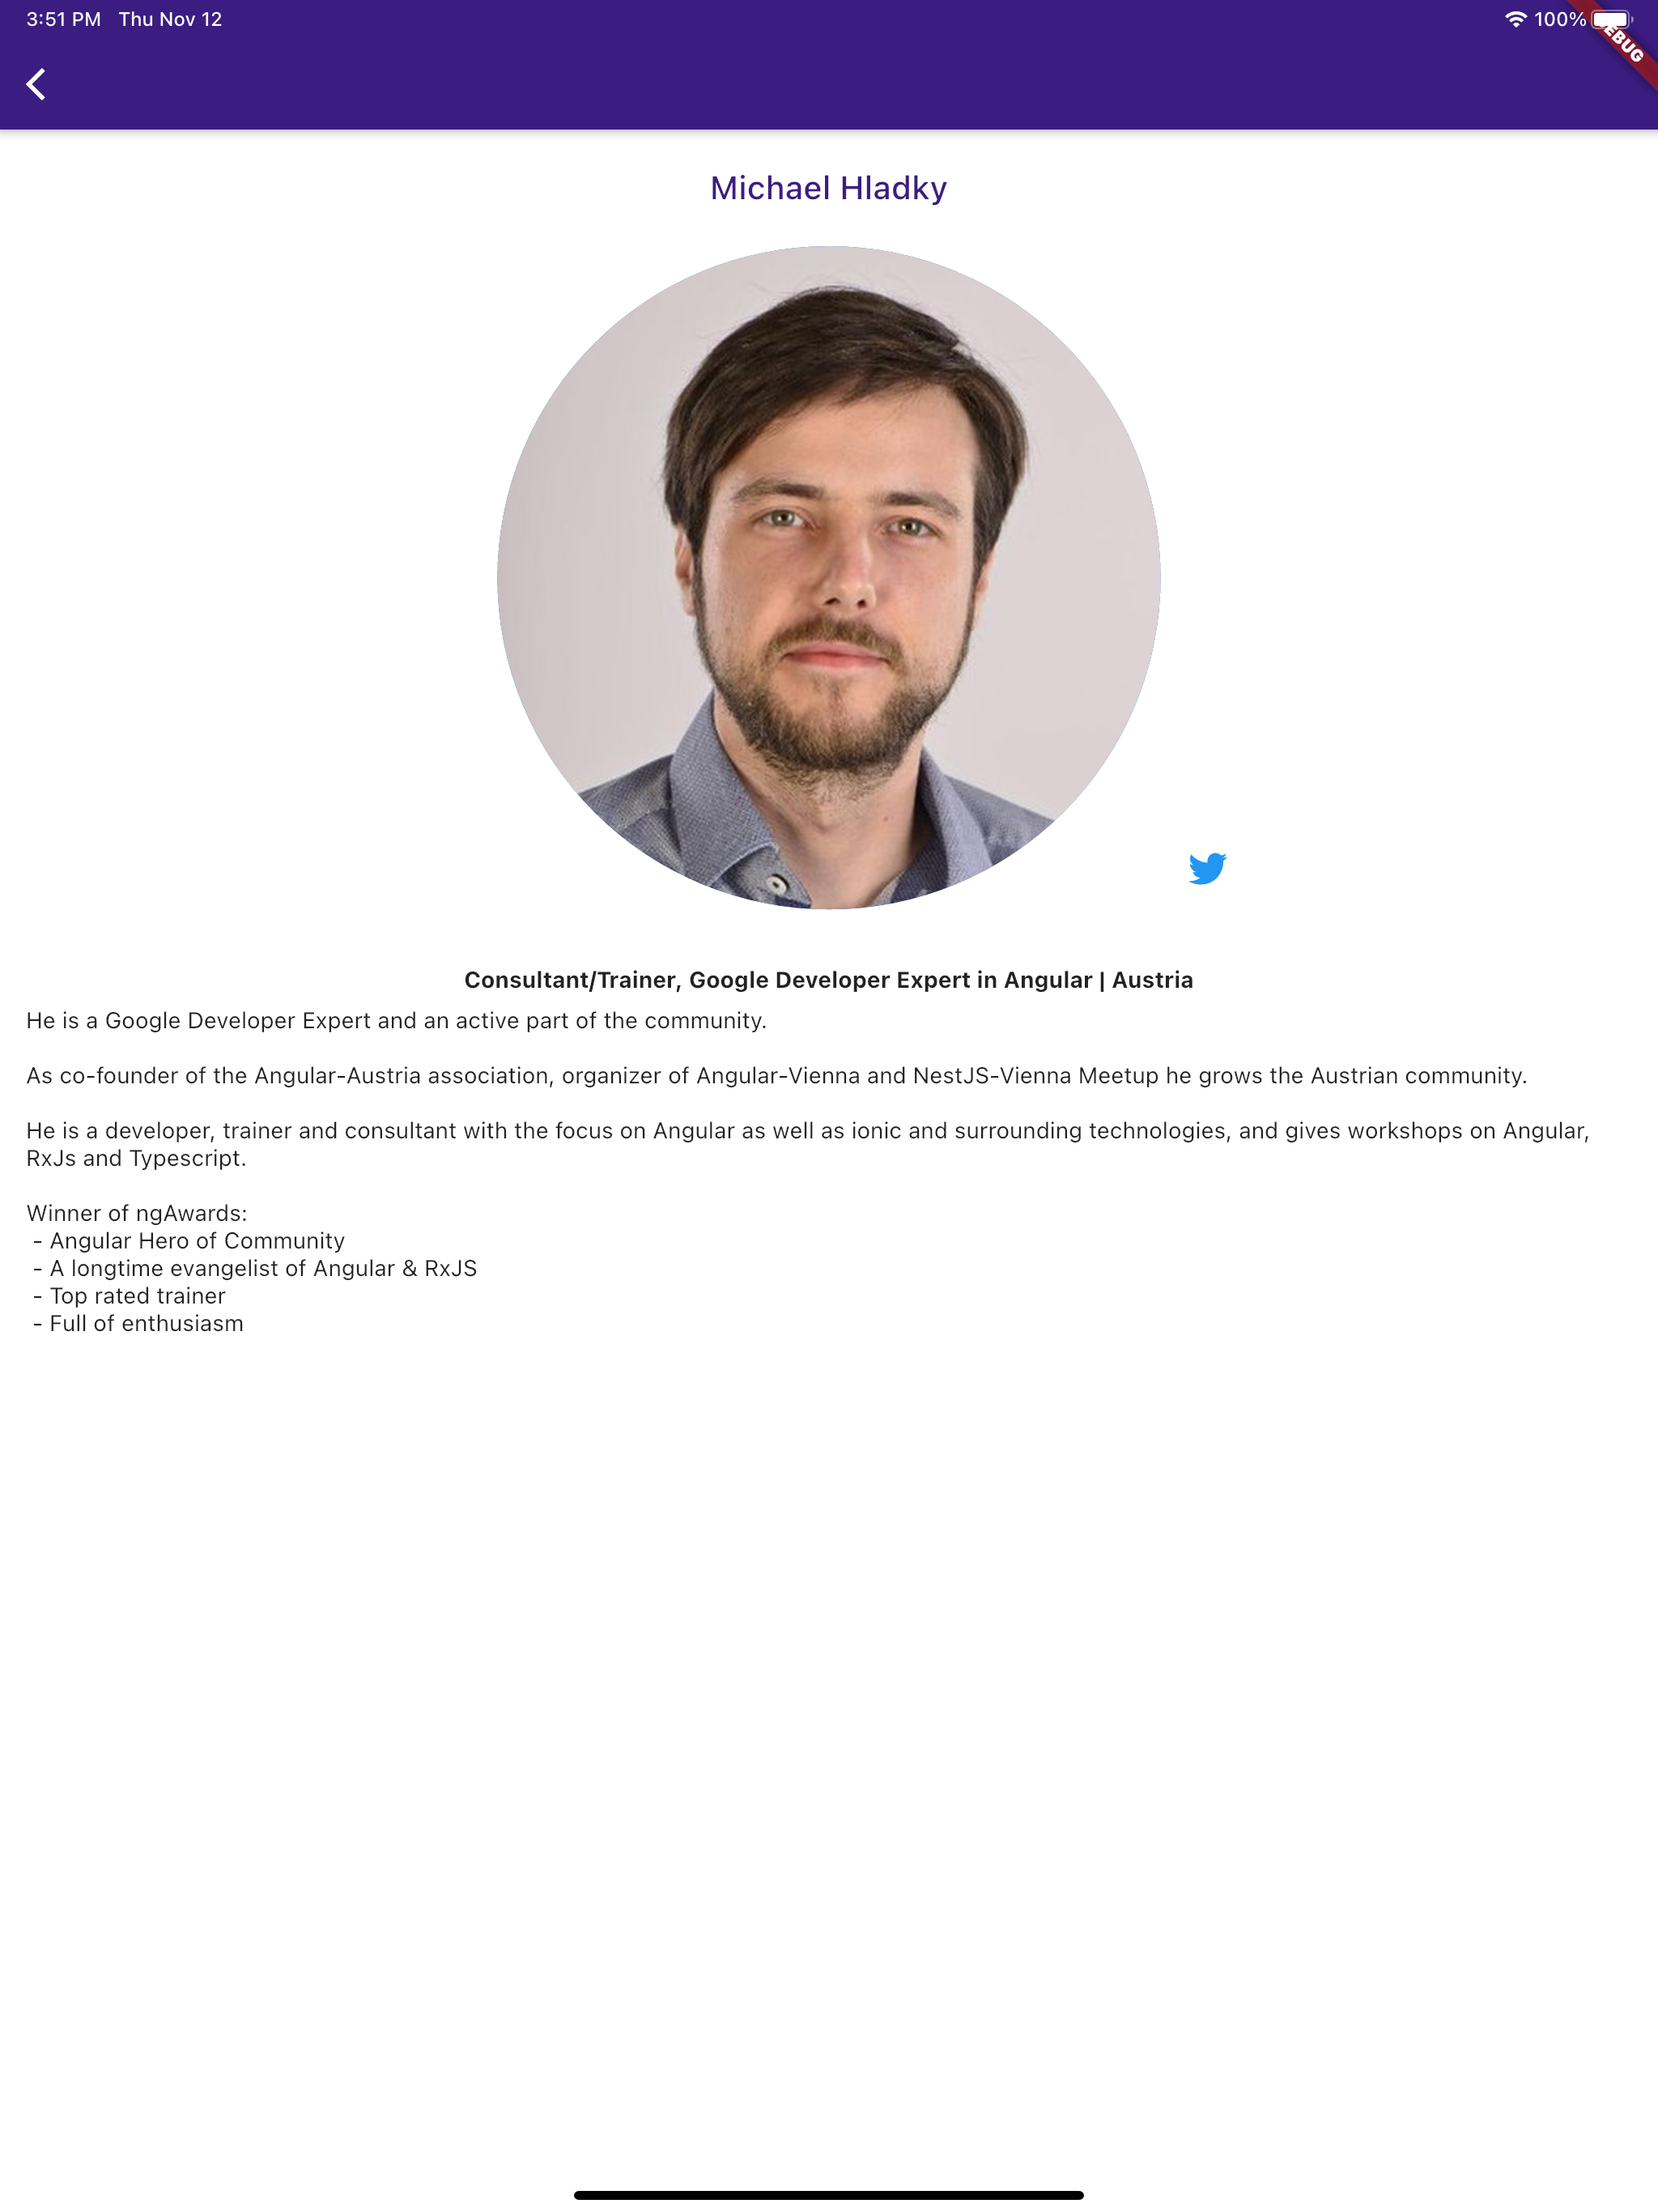 3:51 PM Thu Nov 12
100%
Michael Hladky
Consultant/Trainer, Google Developer Expert in Angular | Austria
He is a Google Developer Expert and an active part of the community.
As co-founder of the Angular-Austria association, organizer of Angular-Vienna and NestJS-Vienna Meetup he grows the Austrian community.
He is a developer, trainer and consultant with the focus on Angular as well as ionic and surrounding technologies, and gives workshops on Angular,
RxJs and Typescript.
Winner of ngAwards:
- Angular Hero of Community
- A longtime evangelist of Angular & RxJS
- Top rated trainer
- Full of enthusiasm